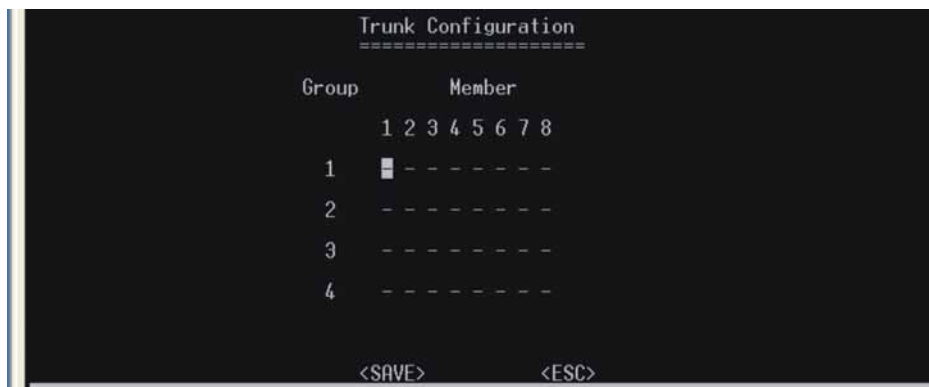 Trunk Configuration
=====================
Group Member
1 2 3 4 5 6 7 8
1 - - - - - - - -
2 - - - - - - - -
3 - - - - - - - -
4 - - - - - - - -
<SAVE> <ESC>